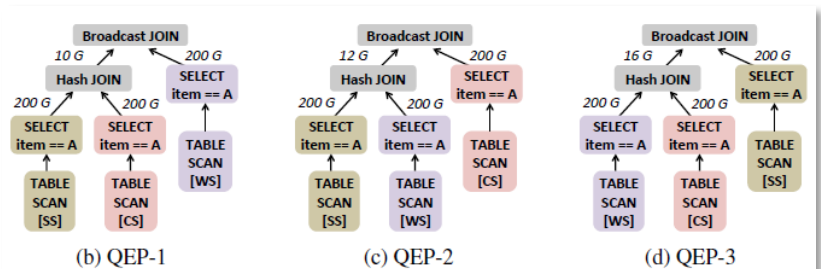 Broadcast JOIN
10 G
200 G
Hash JOIN
SELECT
item == A
200 G
200 G
SELECT
item == A
SELECT
item == A
TABLE
SCAN
[WS]
TABLE
SCAN
[SS]
TABLE
SCAN
[CS]
(b) QEP-1
Broadcast JOIN
12 G
200 G
Hash JOIN
SELECT
item == A
200 G
200 G
SELECT
item == A
SELECT
item == A
TABLE
SCAN
[CS]
TABLE
SCAN
[SS]
TABLE
SCAN
[WS]
(c) QEP-2
Broadcast JOIN
16 G
200 G
Hash JOIN
SELECT
item == A
200 G
200 G
SELECT
item == A
SELECT
item == A
TABLE
SCAN
[SS]
TABLE
SCAN
[WS]
TABLE
SCAN
[CS]
(d) QEP-3